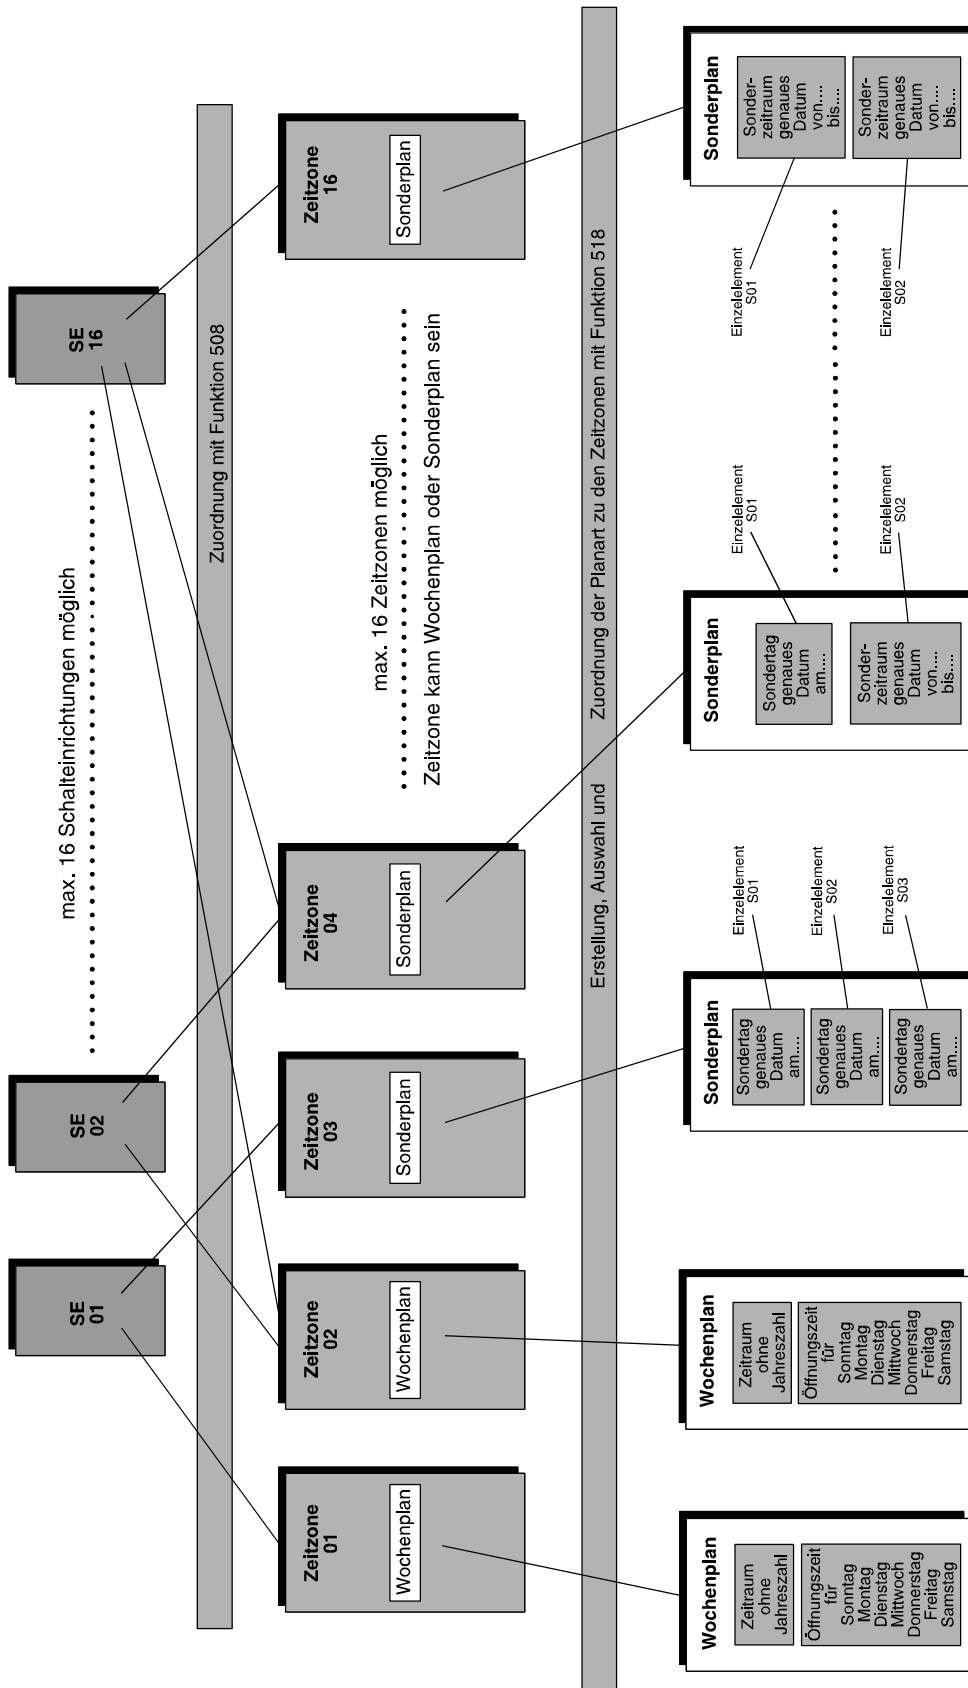 SE
01
SE
02
max. 16 Schalteinrichtungen möglich
SE
16
Zuordnung mit Funktion 508
Zeitzone
01
Wochenplan
Zeitzone
02
Wochenplan
Zeitzone
03
Sonderplan
Zeitzone
04
Sonderplan
max. 16 Zeitzonen möglich
Zeitzone kann Wochenplan oder Sonderplan sein
Zeitzone
16
Sonderplan
Erstellung, Auswahl und Zuordnung der Planart zu den Zeitzonen mit Funktion 518
Wochenplan
Zeitraum
ohne
Jahreszahl
Öffnungszeit
für
Sonntag
Montag
Dienstag
Mittwoch
Donnerstag
Freitag
Samstag
Wochenplan
Zeitraum
ohne
Jahreszahl
Öffnungszeit
für
Sonntag
Montag
Dienstag
Mittwoch
Donnerstag
Freitag
Samstag
Sonderplan
Sondertag
genaues
Datum
am....
Sondertag
genaues
Datum
am....
Sondertag
genaues
Datum
am....
Einzelelement
S01
Einzelelement
S02
Einzelelement
S03
Sonderplan
Sondertag
genaues
Datum
am....
Sonder-
zeitraum
genaues
Datum
von....
bis....
Einzelelement
S01
Einzelelement
S02
Einzelelement
S01
Einzelelement
S02
Sonderplan
Sonder-
zeitraum
genaues
Datum
von....
bis....
Sonder-
zeitraum
genaues
Datum
von....
bis....